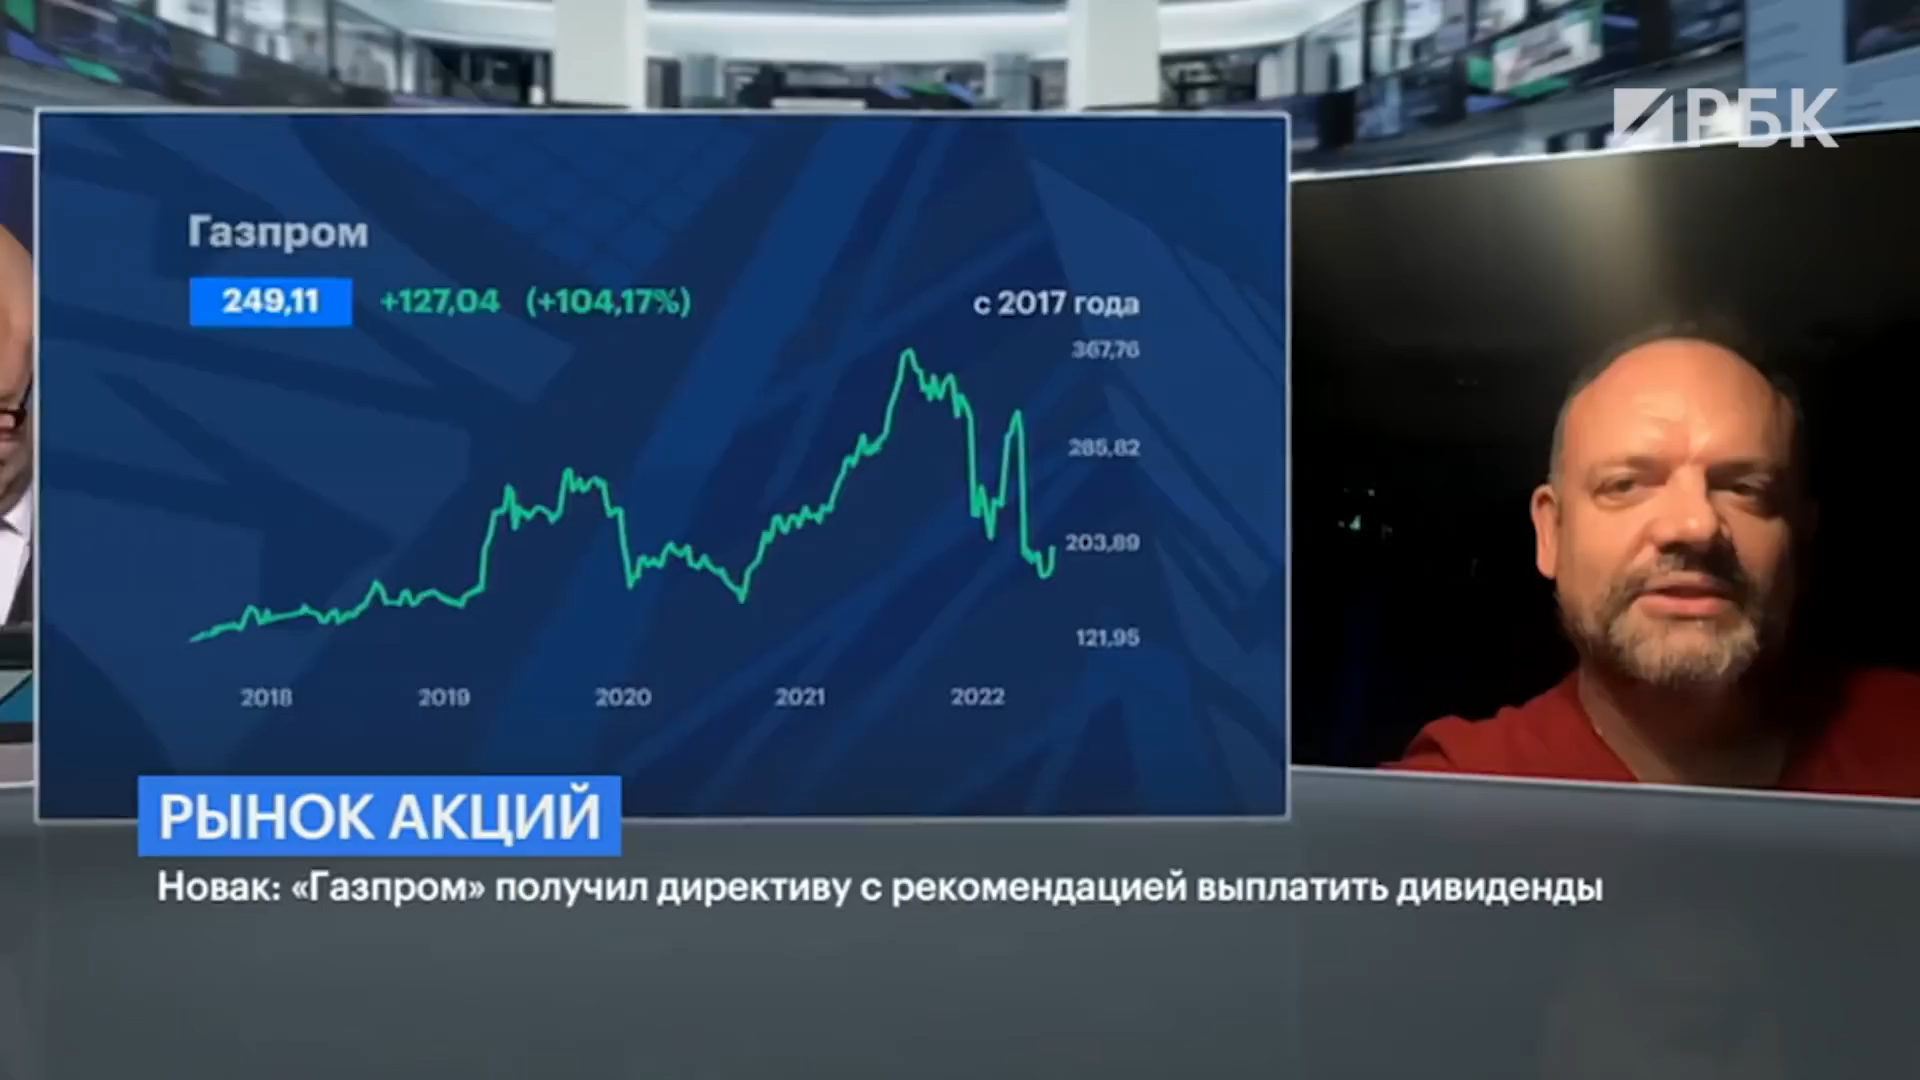 РБК
Газпром
249,11 +127,04 (+104,17%) с 2017 года
367,76
285,82
203,89
121,95
2018 2019 2020 2021 2022
РЫНОК АКЦИЙ
Новак: «Газпром» получил директиву с рекомендацией выплатить дивиденды